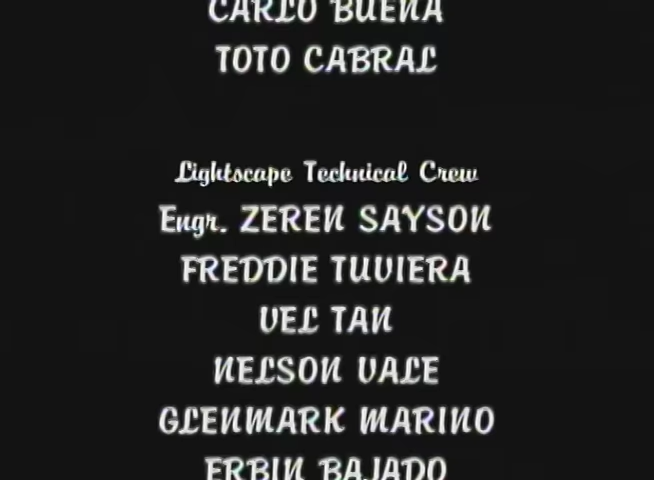 CARLO BUENA
TOTO CABRAL
Lightscape Technical Crew
Engr. ZEREN SAYSON
FREDDIE TUVIERA
VEL TAN
NELSON VALE
GLENMARK MARINO
ERBIN BAJADO